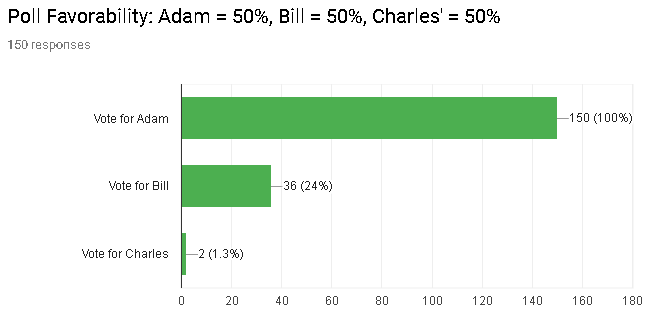 Poll Favorability: Adam = 50%, Bill = 50%, Charles' = 50%
150 responses
Vote for Adam 150 (100%)
Vote for Bill 36 (24%)
Vote for Charles 2 (1.3%)
0 20 40 60 80 100 120 140 160 180